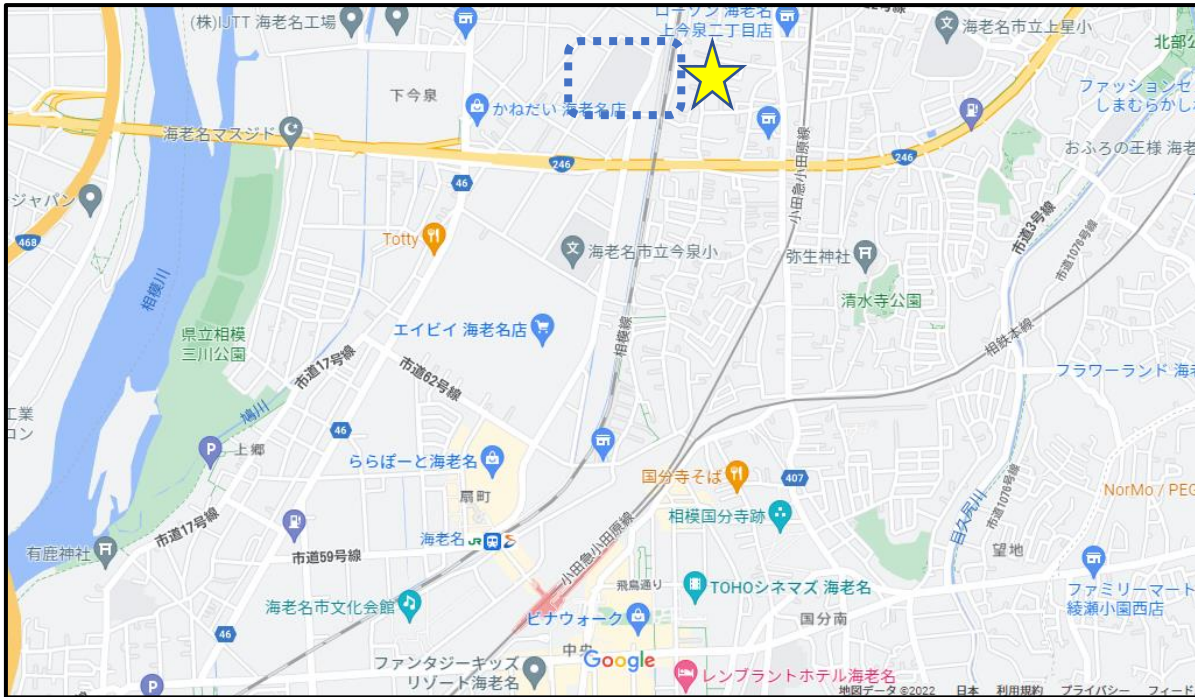 (株)IJTT 海老名工場
ローソン 海老名
上今泉二丁目店
海老名市立上星小
北部公
下今泉
かねだい 海老名店
ファッションセ
しまむらかし
海老名マスジド
おふろの王様 海老
246
246
ジャパン
46
468
Totty
海老名市立今泉小
小田急小田原線
弥生神社
市道3号線
市道1076号線
清水寺公園
相模川
エイビイ 海老名店
相模線
県立相模
三川公園
市道17号線
市道62号線
相鉄本線
フラワーランド 海
工業
コン
鳩川
46
上郷
ららぽーと海老名
国分寺そば
407
扇町
相模国分寺跡
NorMo / PEC
目久尻川
市道1076号線
市道17号線
有鹿神社
海老名 JR
小田急小田原線
望地
市道59号線
飛鳥通り
TOHOシネマズ 海老名
ファミリーマート
綾瀬小園西店
海老名市文化会館
ビナウォーク
国分南
46
中央
Google
ファンタジーキッズ
リゾート海老名
レンブラントホテル海老名
地図データ ©2022 日本 利用規約 プライバシー フィード
P
P